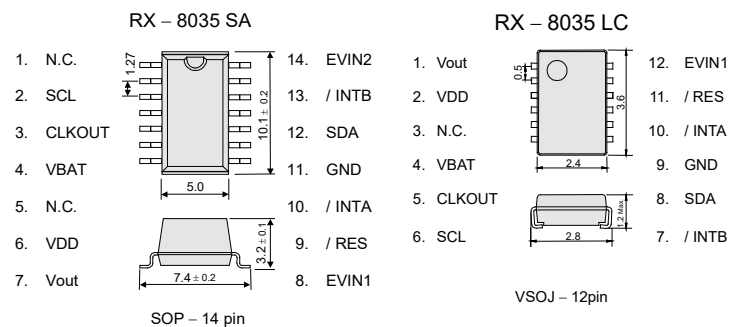 RX – 8035 SA
1. N.C.
2. SCL
3. CLKOUT
4. VBAT
5. N.C.
6. VDD
7. Vout
1.27
10.1 ± 0.2
5.0
3.2 ± 0.1
7.4 ± 0.2
14. EVIN2
13. / INTB
12. SDA
11. GND
10. / INTA
9. / RES
8. EVIN1
SOP – 14 pin
RX – 8035 LC
1. Vout
2. VDD
3. N.C.
4. VBAT
5. CLKOUT
6. SCL
0.5
3.6
2.4
1.2 Max.
2.8
12. EVIN1
11. / RES
10. / INTA
9. GND
8. SDA
7. / INTB
VSOJ – 12pin